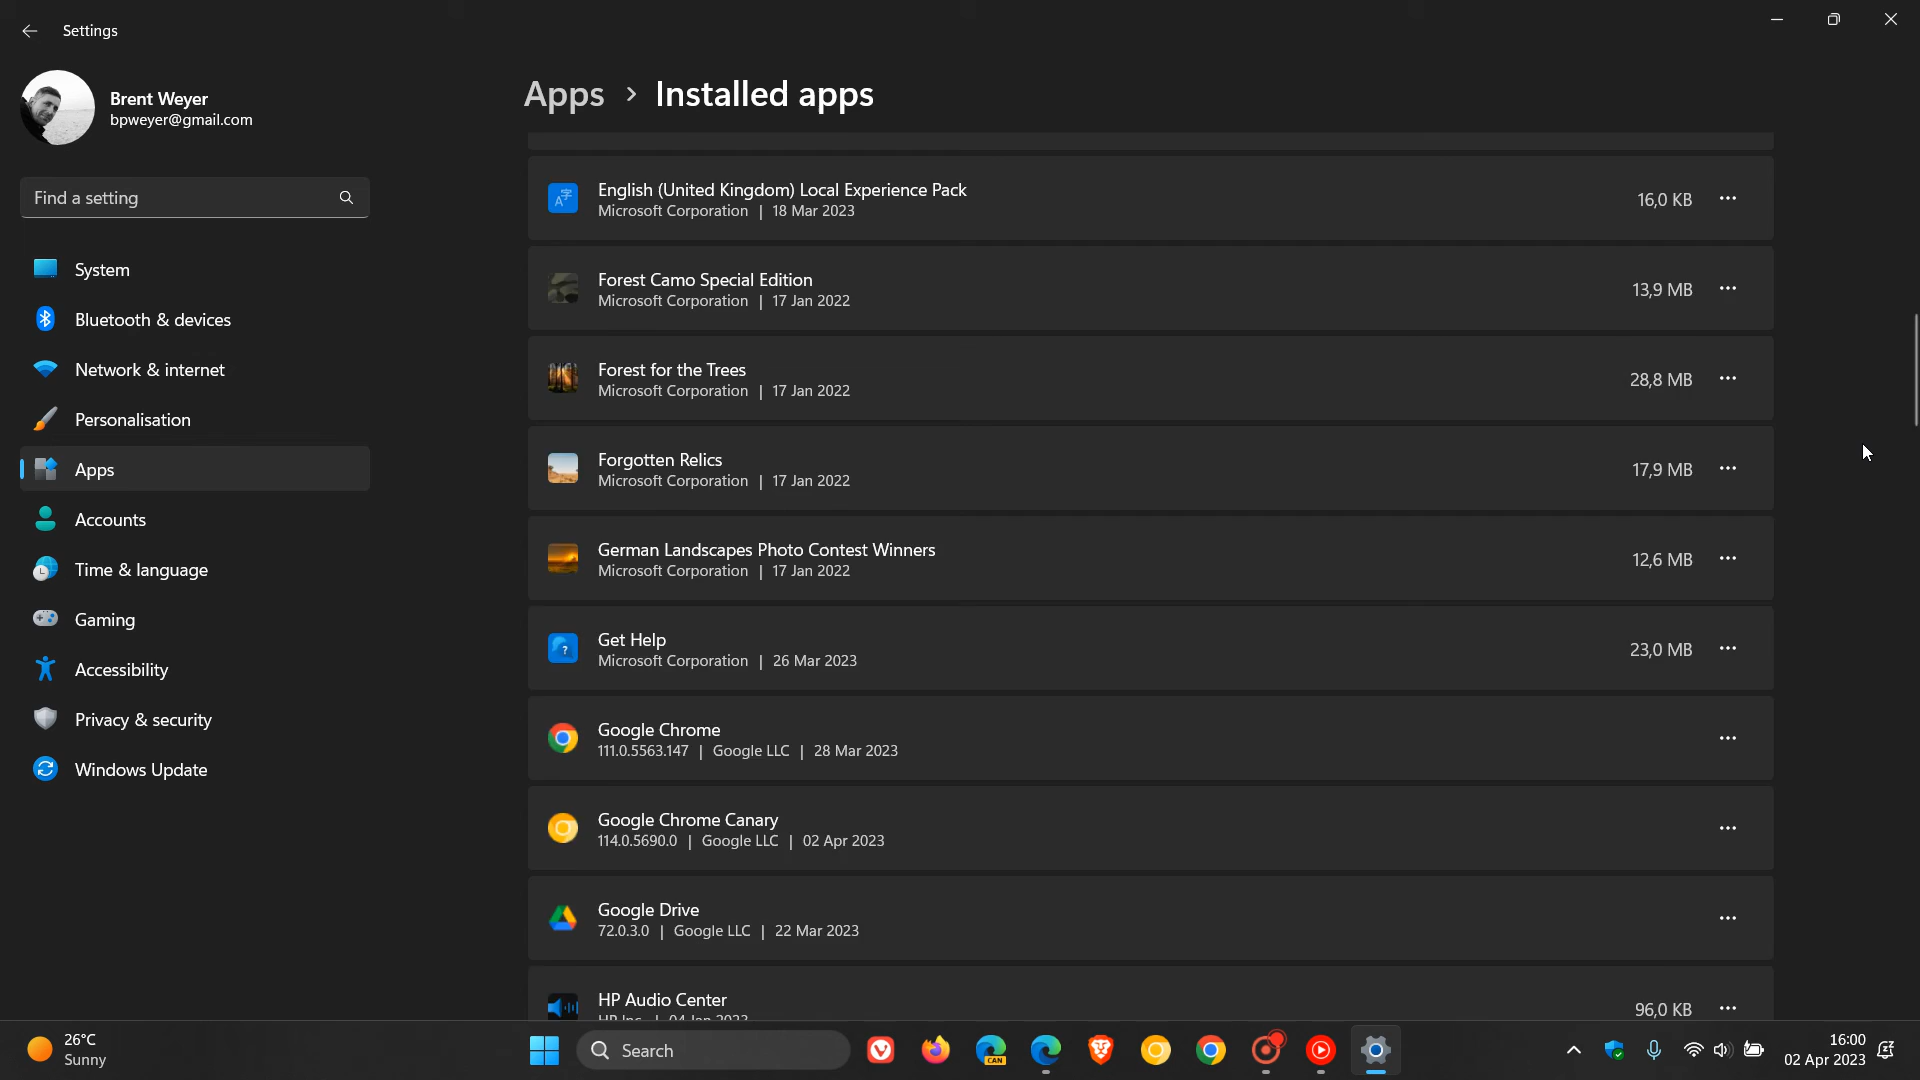 Settings
Brent Weyer
bpweyer@gmail.com
Find a setting
System
Bluetooth & devices
Network & internet
Personalisation
Apps
Accounts
Time & language
Gaming
Accessibility
Privacy & security
Windows Update
Apps > Installed apps
English (United Kingdom) Local Experience Pack
Microsoft Corporation | 18 Mar 2023
16,0 KB
Forest Camo Special Edition
Microsoft Corporation | 17 Jan 2022
13,9 MB
Forest for the Trees
Microsoft Corporation | 17 Jan 2022
28,8 MB
Forgotten Relics
Microsoft Corporation | 17 Jan 2022
17,9 MB
German Landscapes Photo Contest Winners
Microsoft Corporation | 17 Jan 2022
12,6 MB
Get Help
Microsoft Corporation | 26 Mar 2023
23,0 MB
Google Chrome
111.0.5563.147 | Google LLC | 28 Mar 2023
Google Chrome Canary
114.0.5690.0 | Google LLC | 02 Apr 2023
Google Drive
72.0.3.0 | Google LLC | 22 Mar 2023
HP Audio Center
HP Inc. | 04 Jan 2023
96,0 KB
26°C
Sunny
Search
CAN
16:00
02 Apr 2023